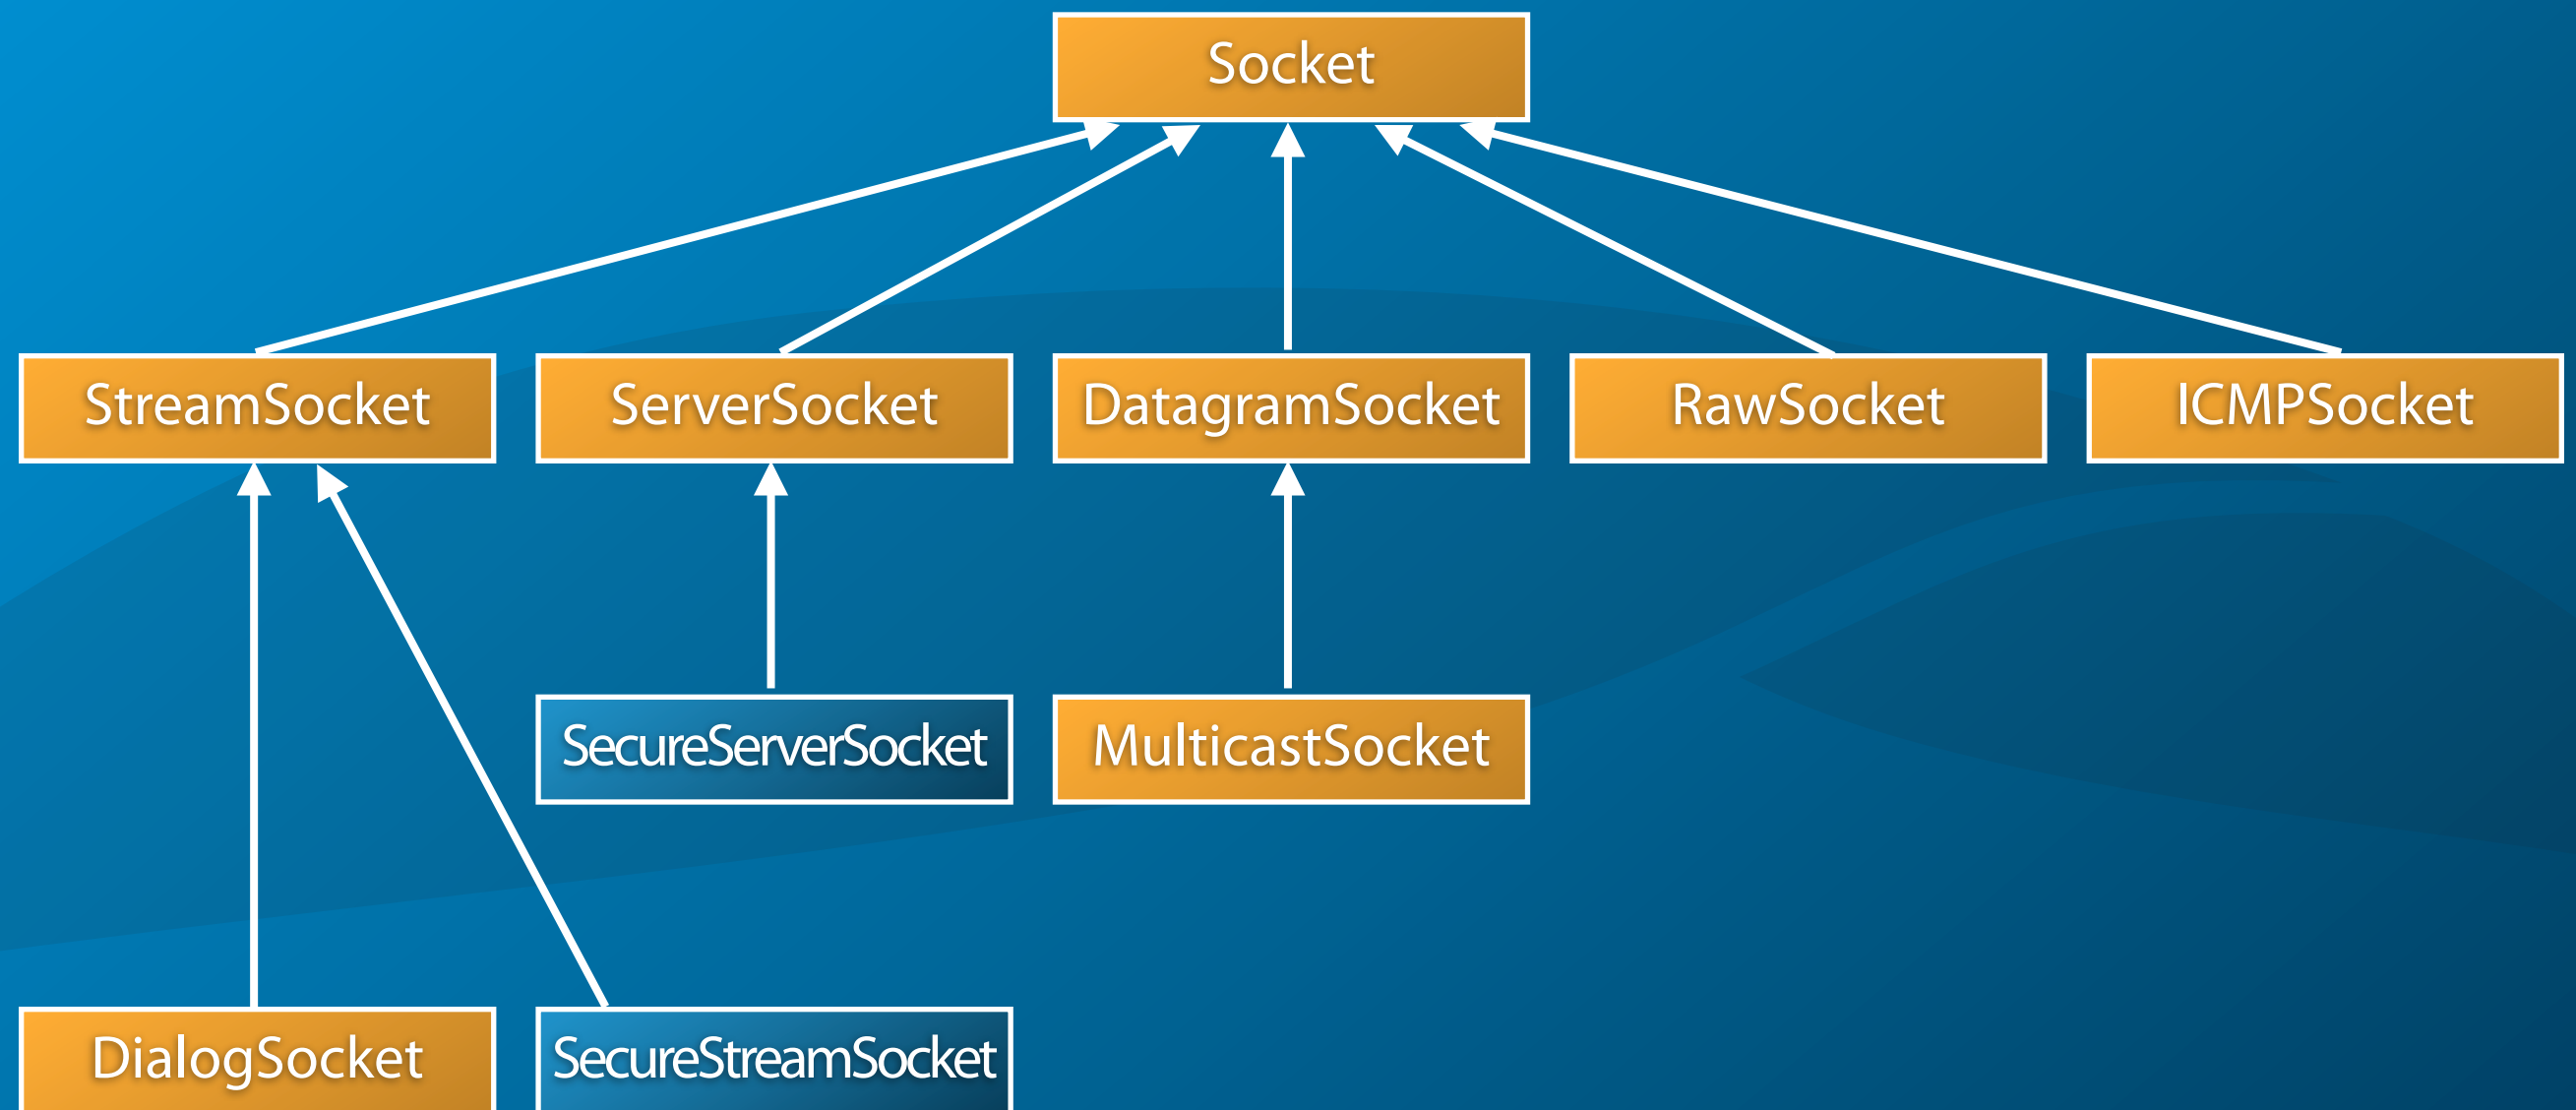 Socket
StreamSocket
ServerSocket
DatagramSocket
RawSocket
ICMPSocket
SecureServerSocket
MulticastSocket
DialogSocket
SecureStreamSocket